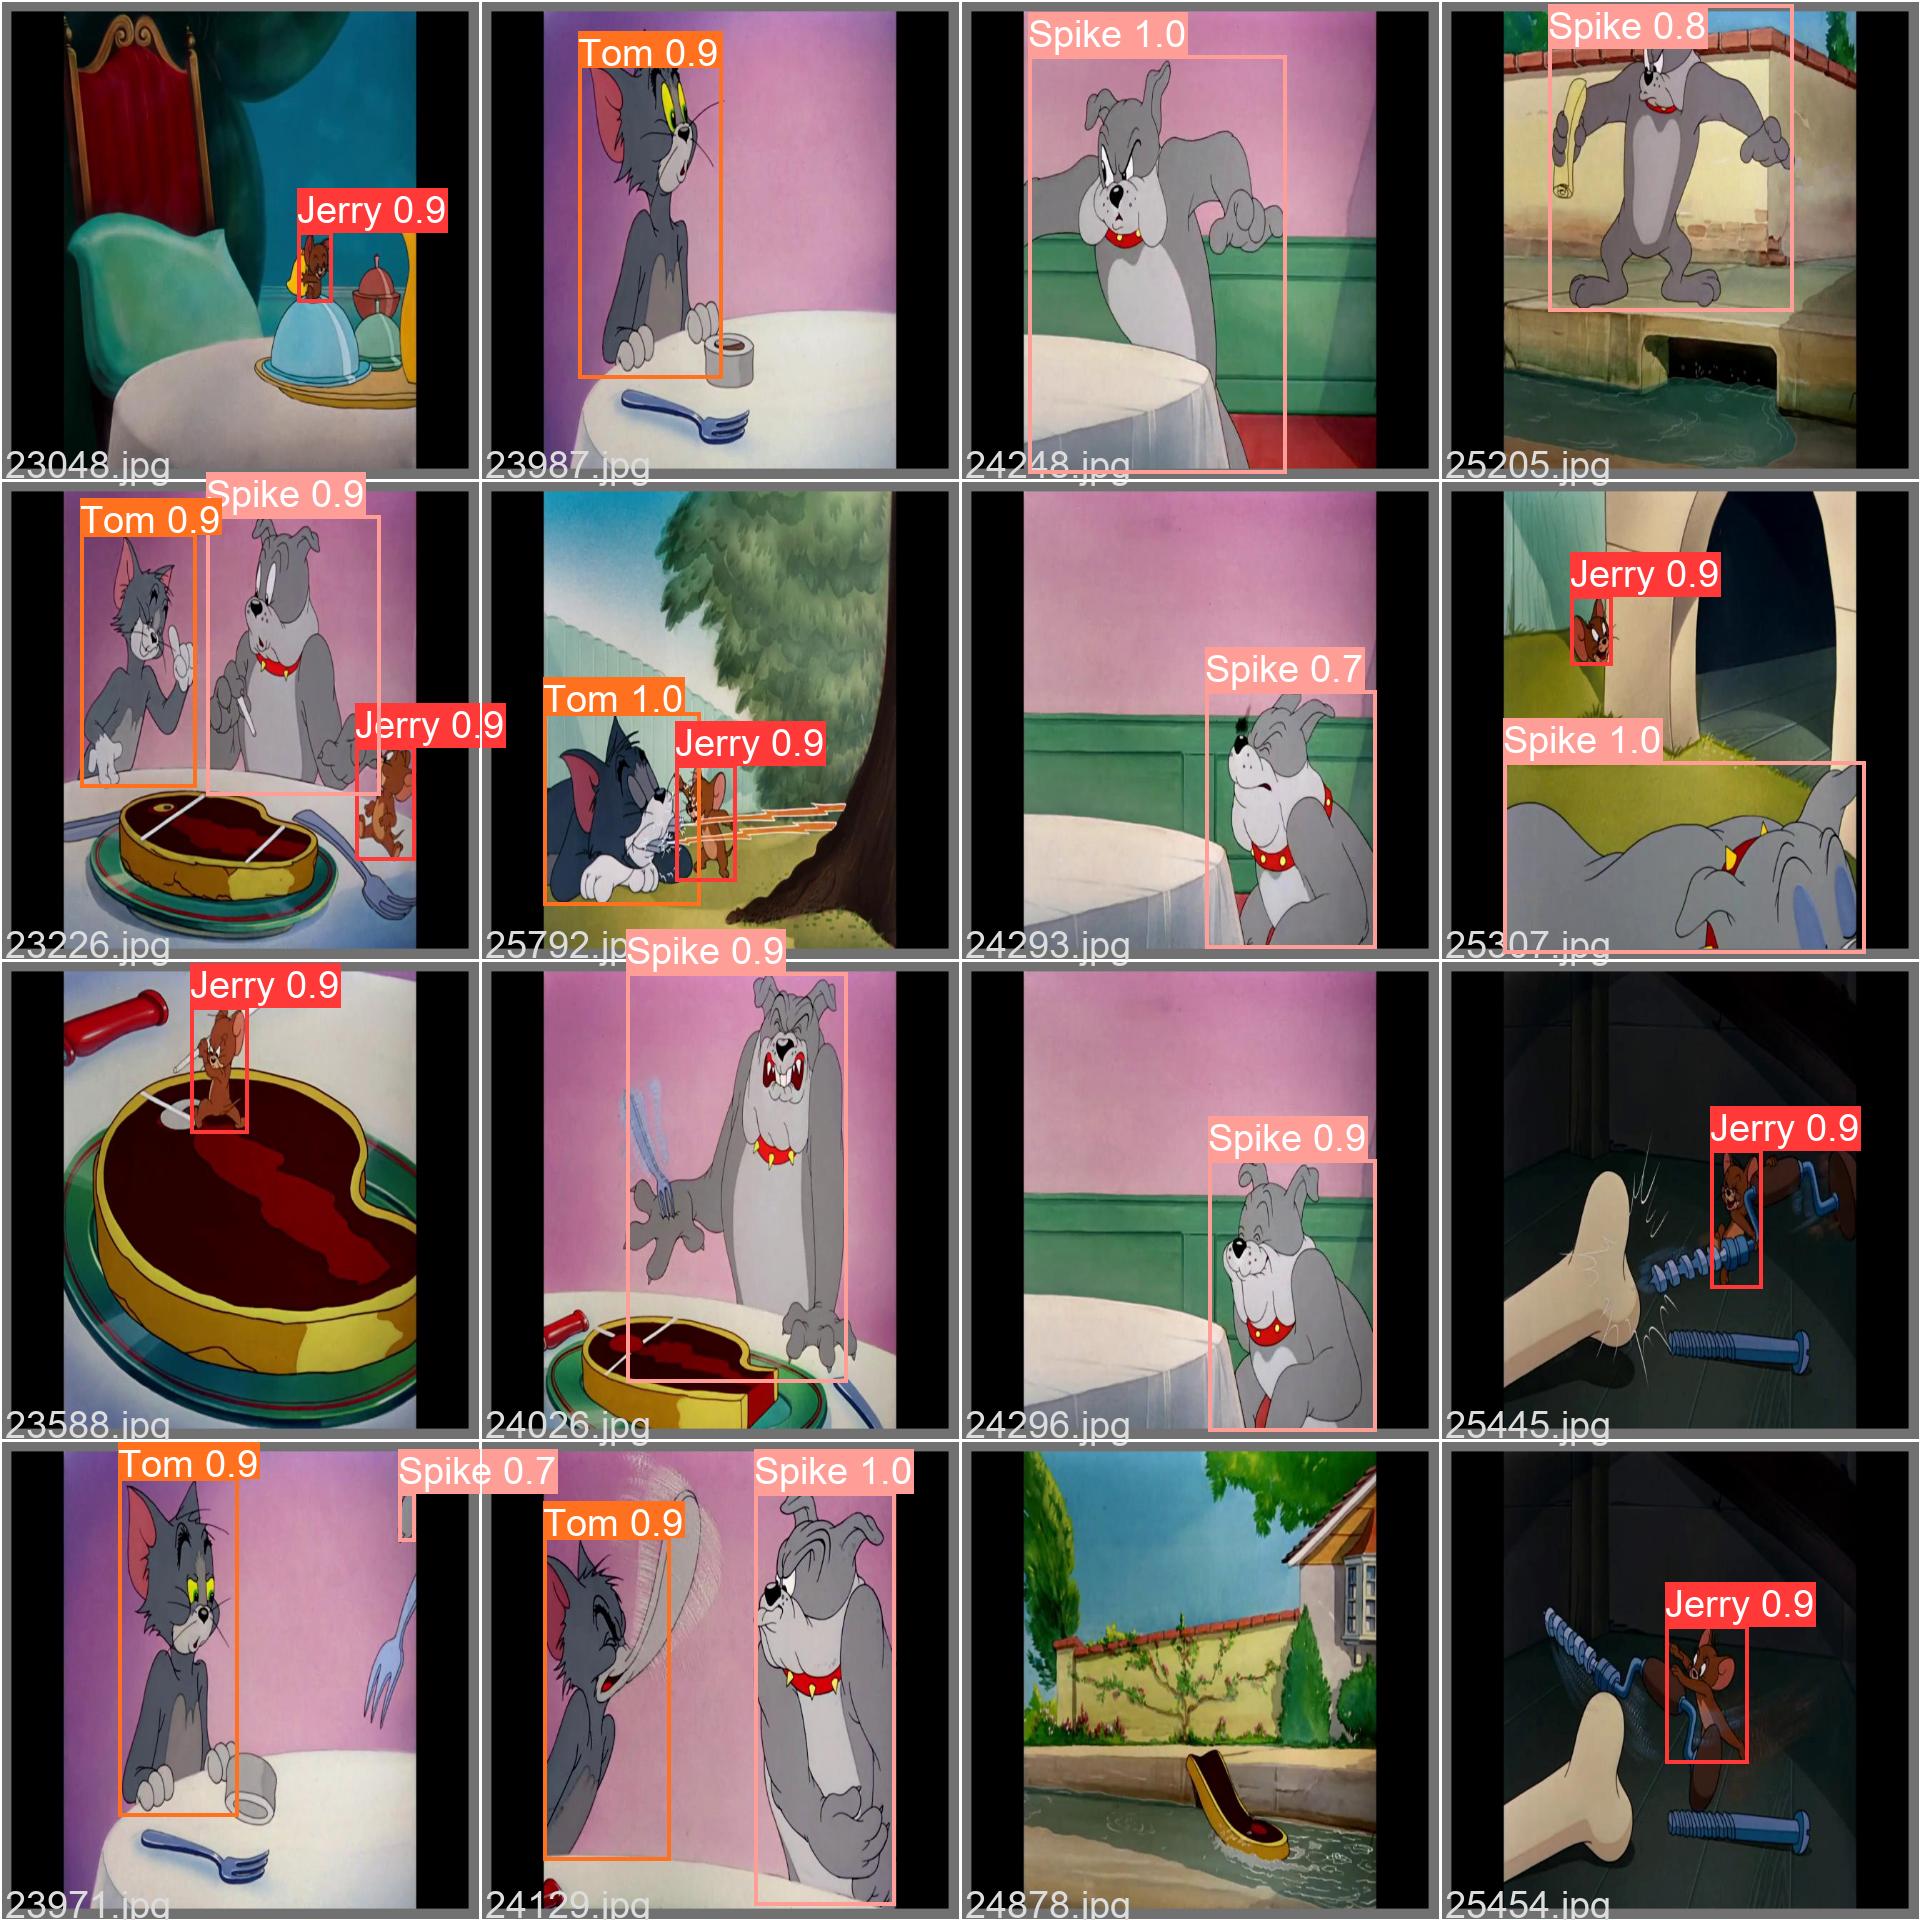 Jerry 0.9
23048.jpg
Tom 0.9
23987.jpg
Spike 1.0
24248.jpg
Spike 0.8
25205.jpg
Tom 0.9
Spike 0.9
Jerry 0.9
23226.jpg
Tom 1.0
Jerry 0.9
25792.jp
Spike 0.7
24293.jpg
Jerry 0.9
Spike 1.0
25307.jpg
Jerry 0.9
23588.jpg
Spike 0.9
24026.jpg
Spike 0.9
24296.jpg
Jerry 0.9
25445.jpg
Tom 0.9
Spike 0.7
23971.jpg
Tom 0.9
Spike 1.0
24129.jpg
24878.jpg
Jerry 0.9
25454.jpg